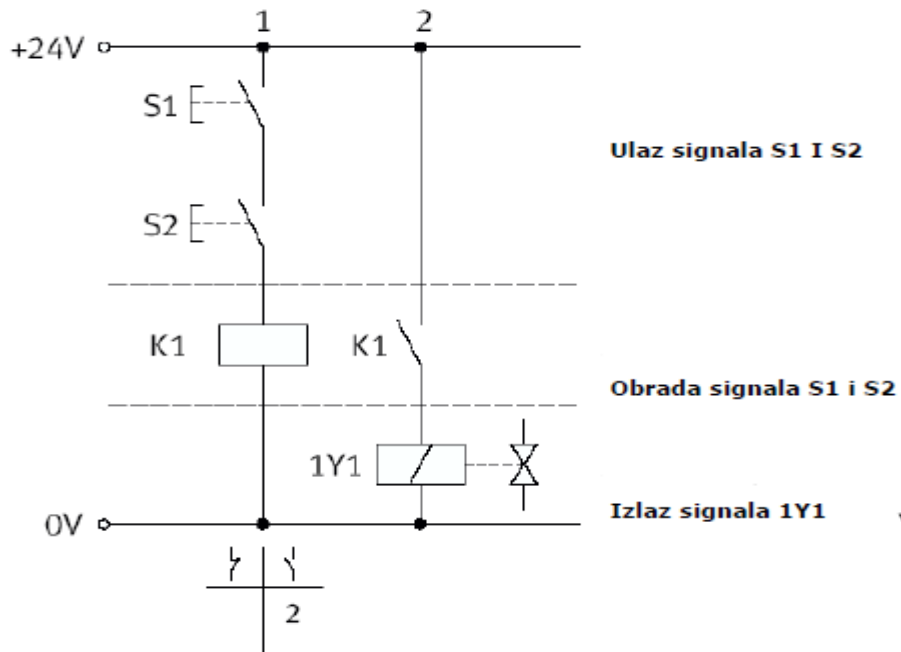 1 2
+24V
S1
Ulaz signala S1 I S2
S2
K1 K1
Obrada signala S1 i S2
1Y1
Izlaz signala 1Y1
0V
2